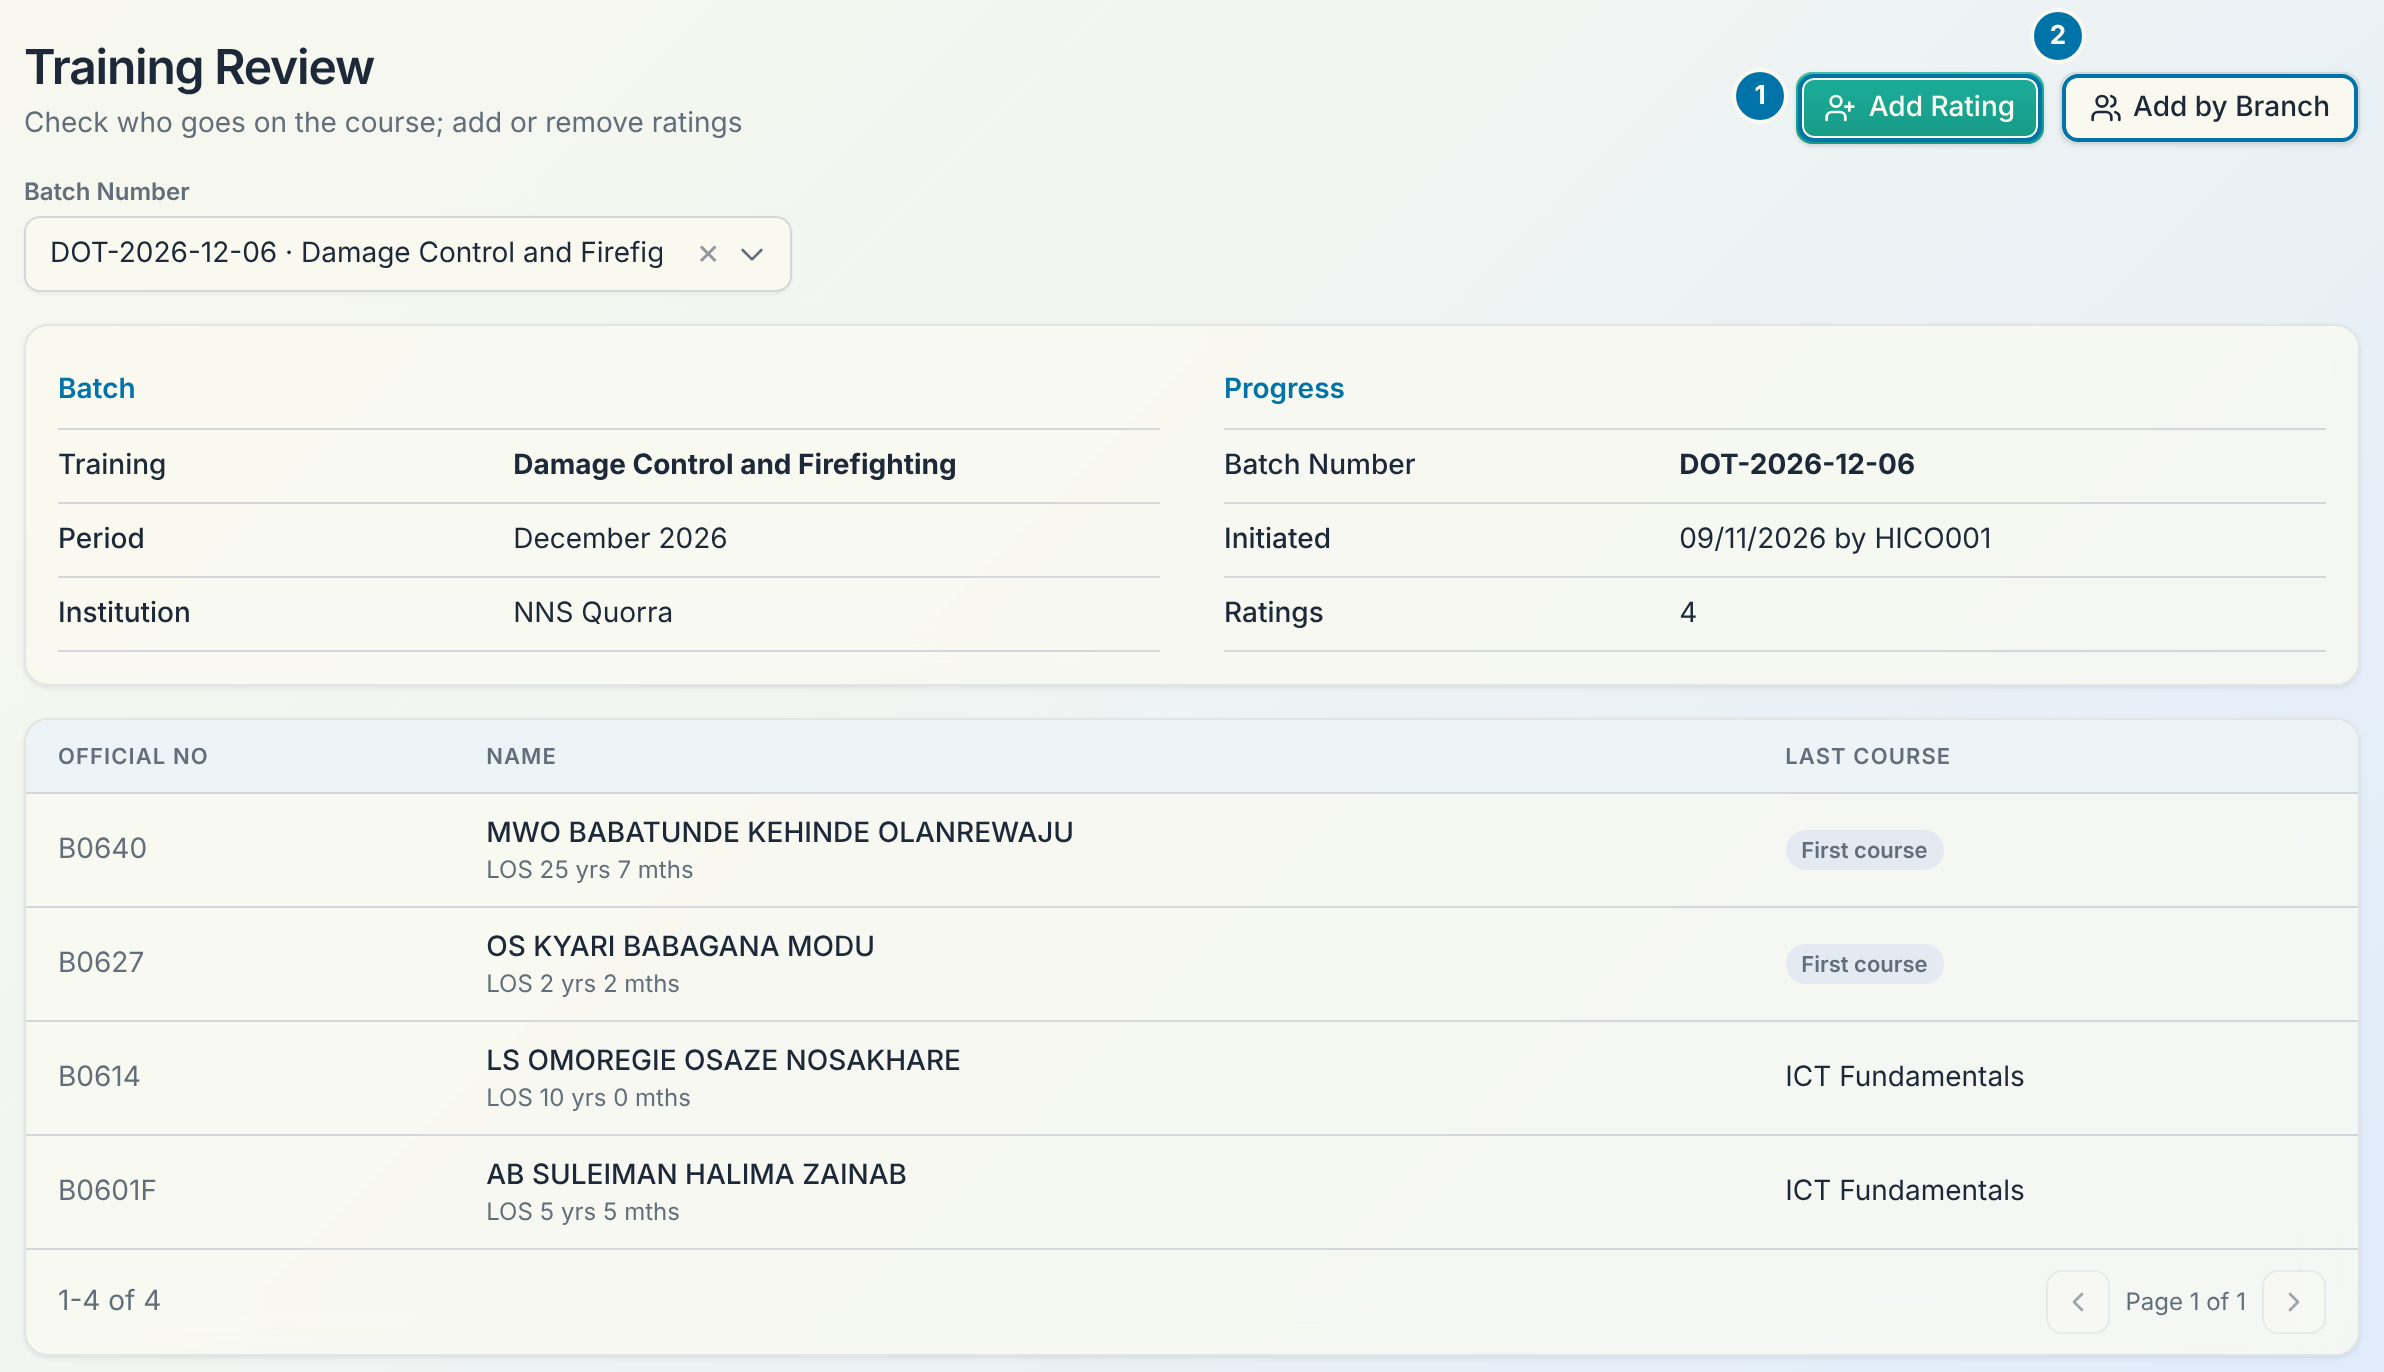 Training Review
Check who goes on the course; add or remove ratings
1
Add Rating
2
Add by Branch
Batch Number
DOT-2026-12-06 · Damage Control and Firefig
Batch
Training Damage Control and Firefighting
Period December 2026
Institution NNS Quorra
Progress
Batch Number DOT-2026-12-06
Initiated 09/11/2026 by HICO001
Ratings 4
OFFICIAL NO NAME LAST COURSE
B0640 MWO BABATUNDE KEHINDE OLANREWAJU First course
LOS 25 yrs 7 mths
B0627 OS KYARI BABAGANA MODU First course
LOS 2 yrs 2 mths
B0614 LS OMOREGIE OSAZE NOSAKHARE ICT Fundamentals
LOS 10 yrs 0 mths
B0601F AB SULEIMAN HALIMA ZAINAB ICT Fundamentals
LOS 5 yrs 5 mths
1-4 of 4
Page 1 of 1